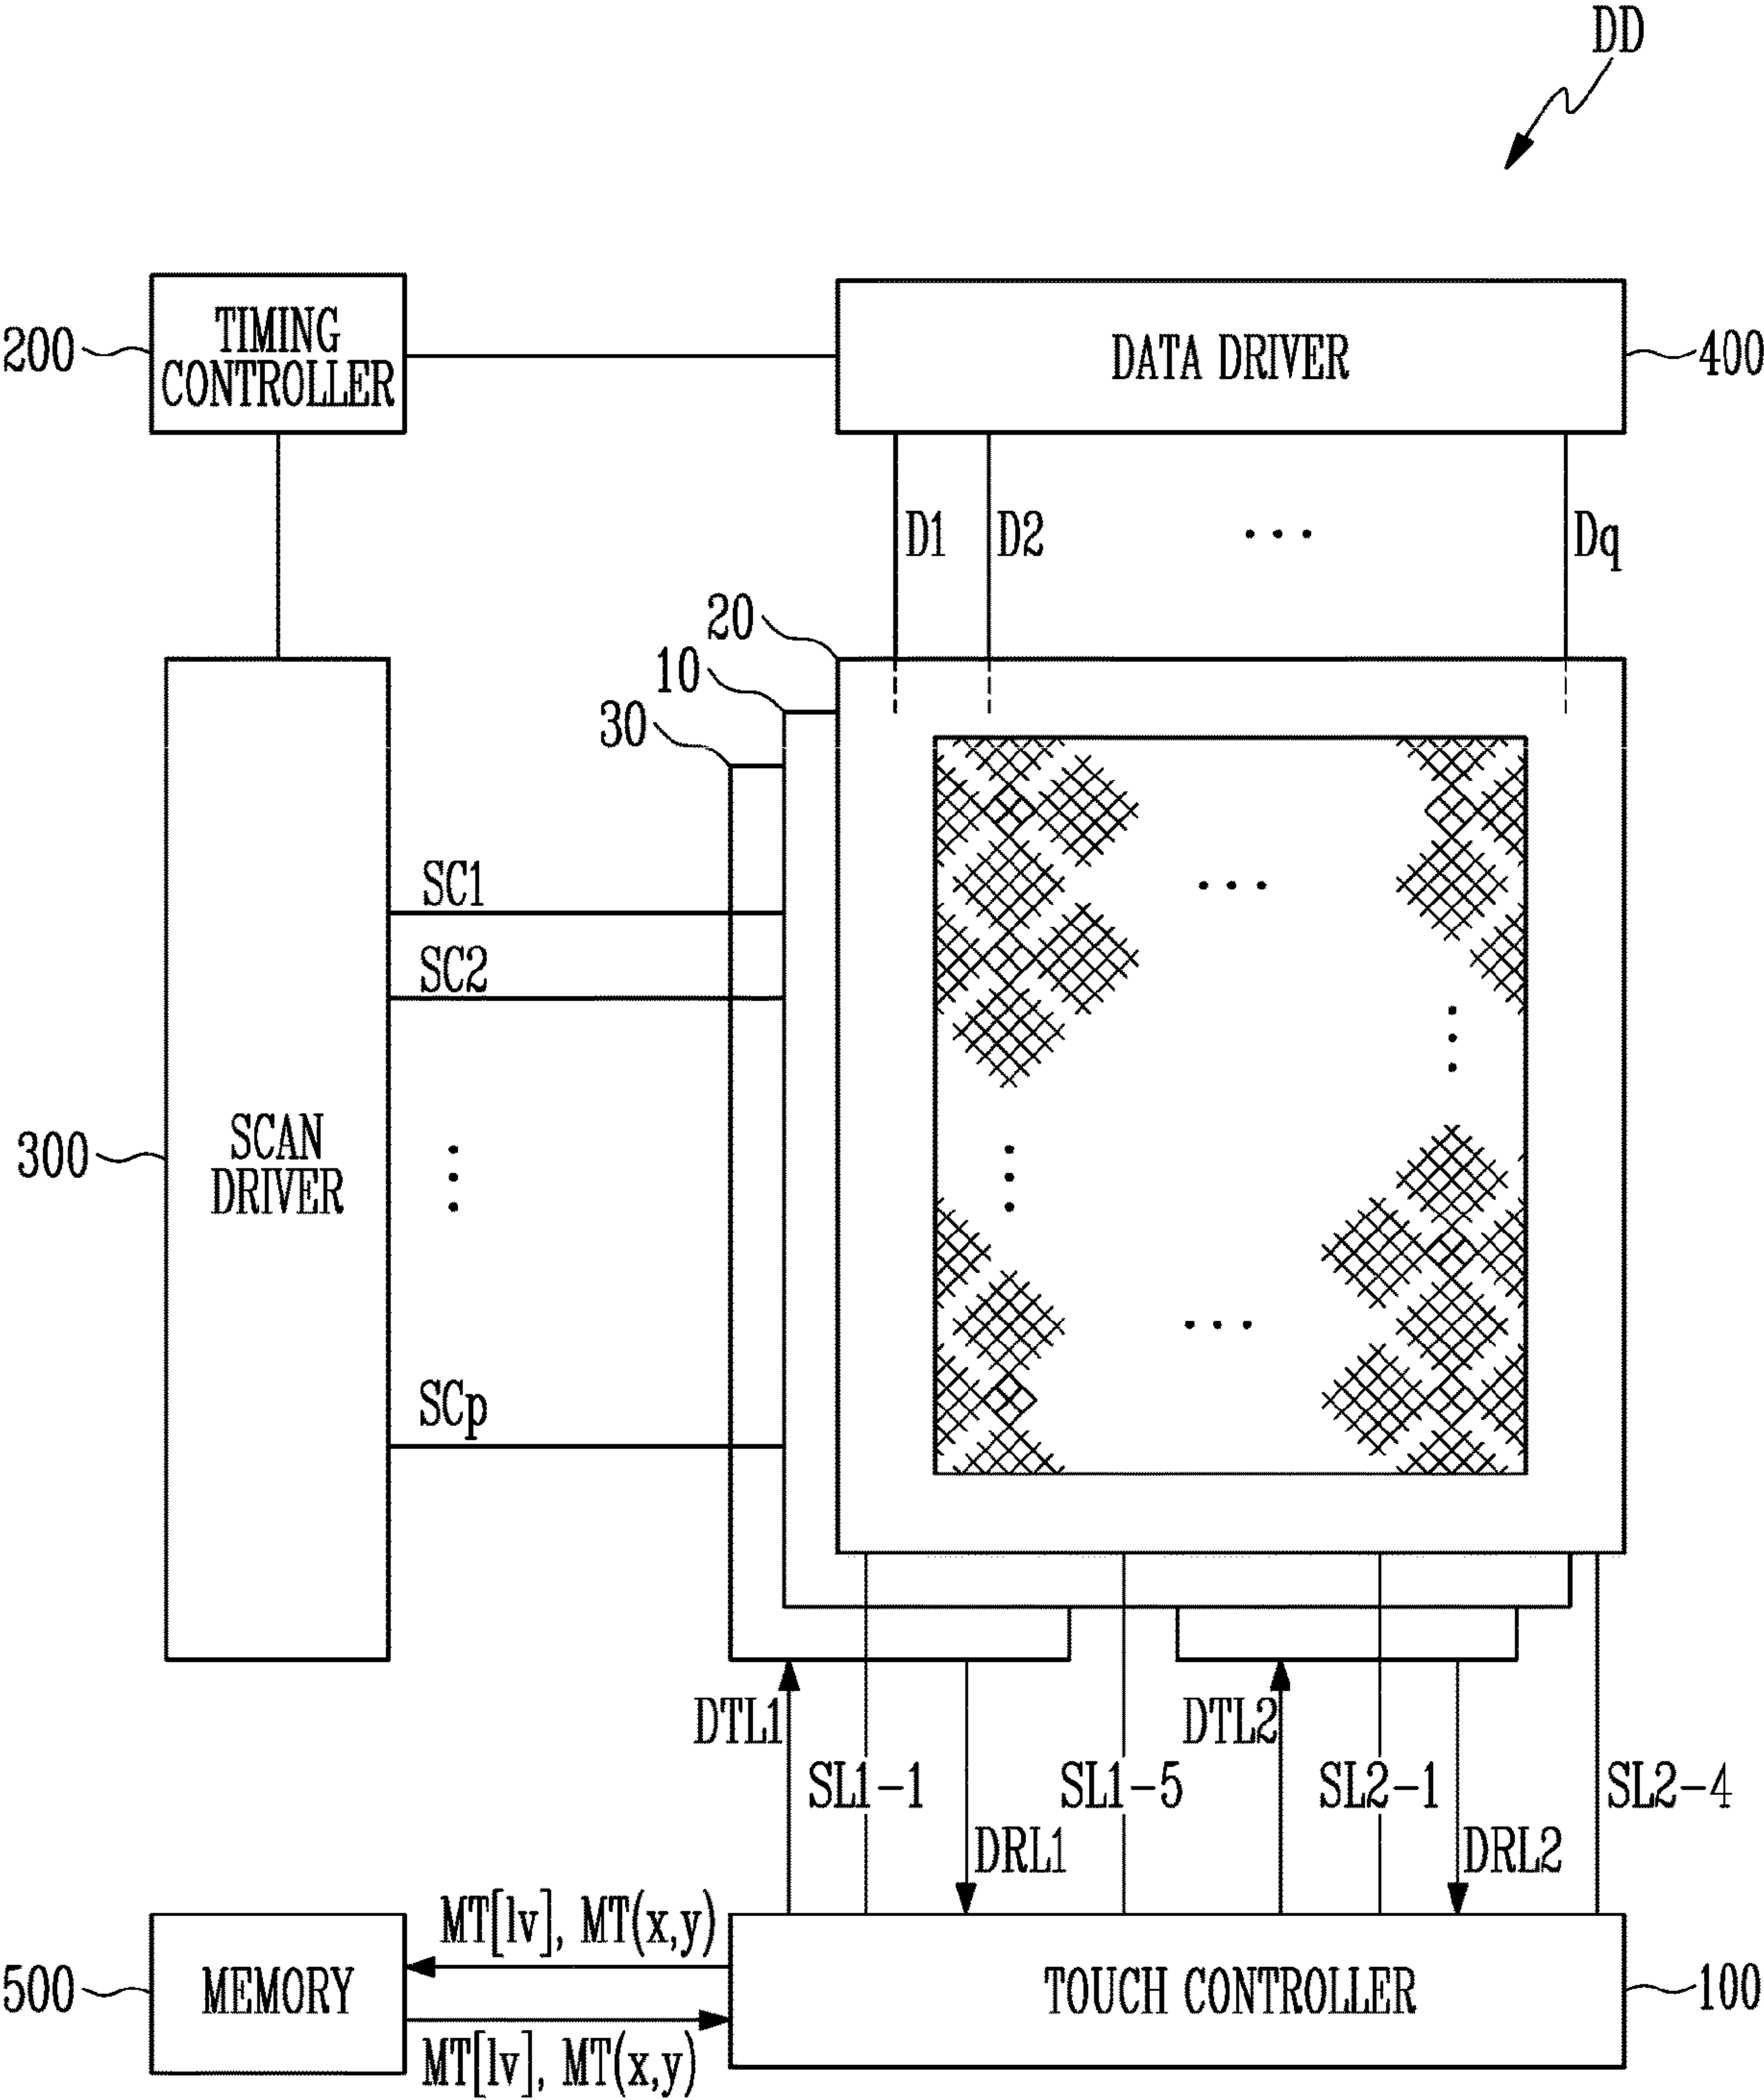 DD
200
TIMING
CONTROLLER
DATA DRIVER
400
D1
D2
Dq
20
10
30
SC1
SC2
300
SCAN
DRIVER
SCp
DTL1
DTL2
SL1-1
SL1-5
SL2-1
SL2-4
DRL1
DRL2
MT[lv], MT(x,y)
500
MEMORY
TOUCH CONTROLLER
100
MT[lv], MT(x,y)